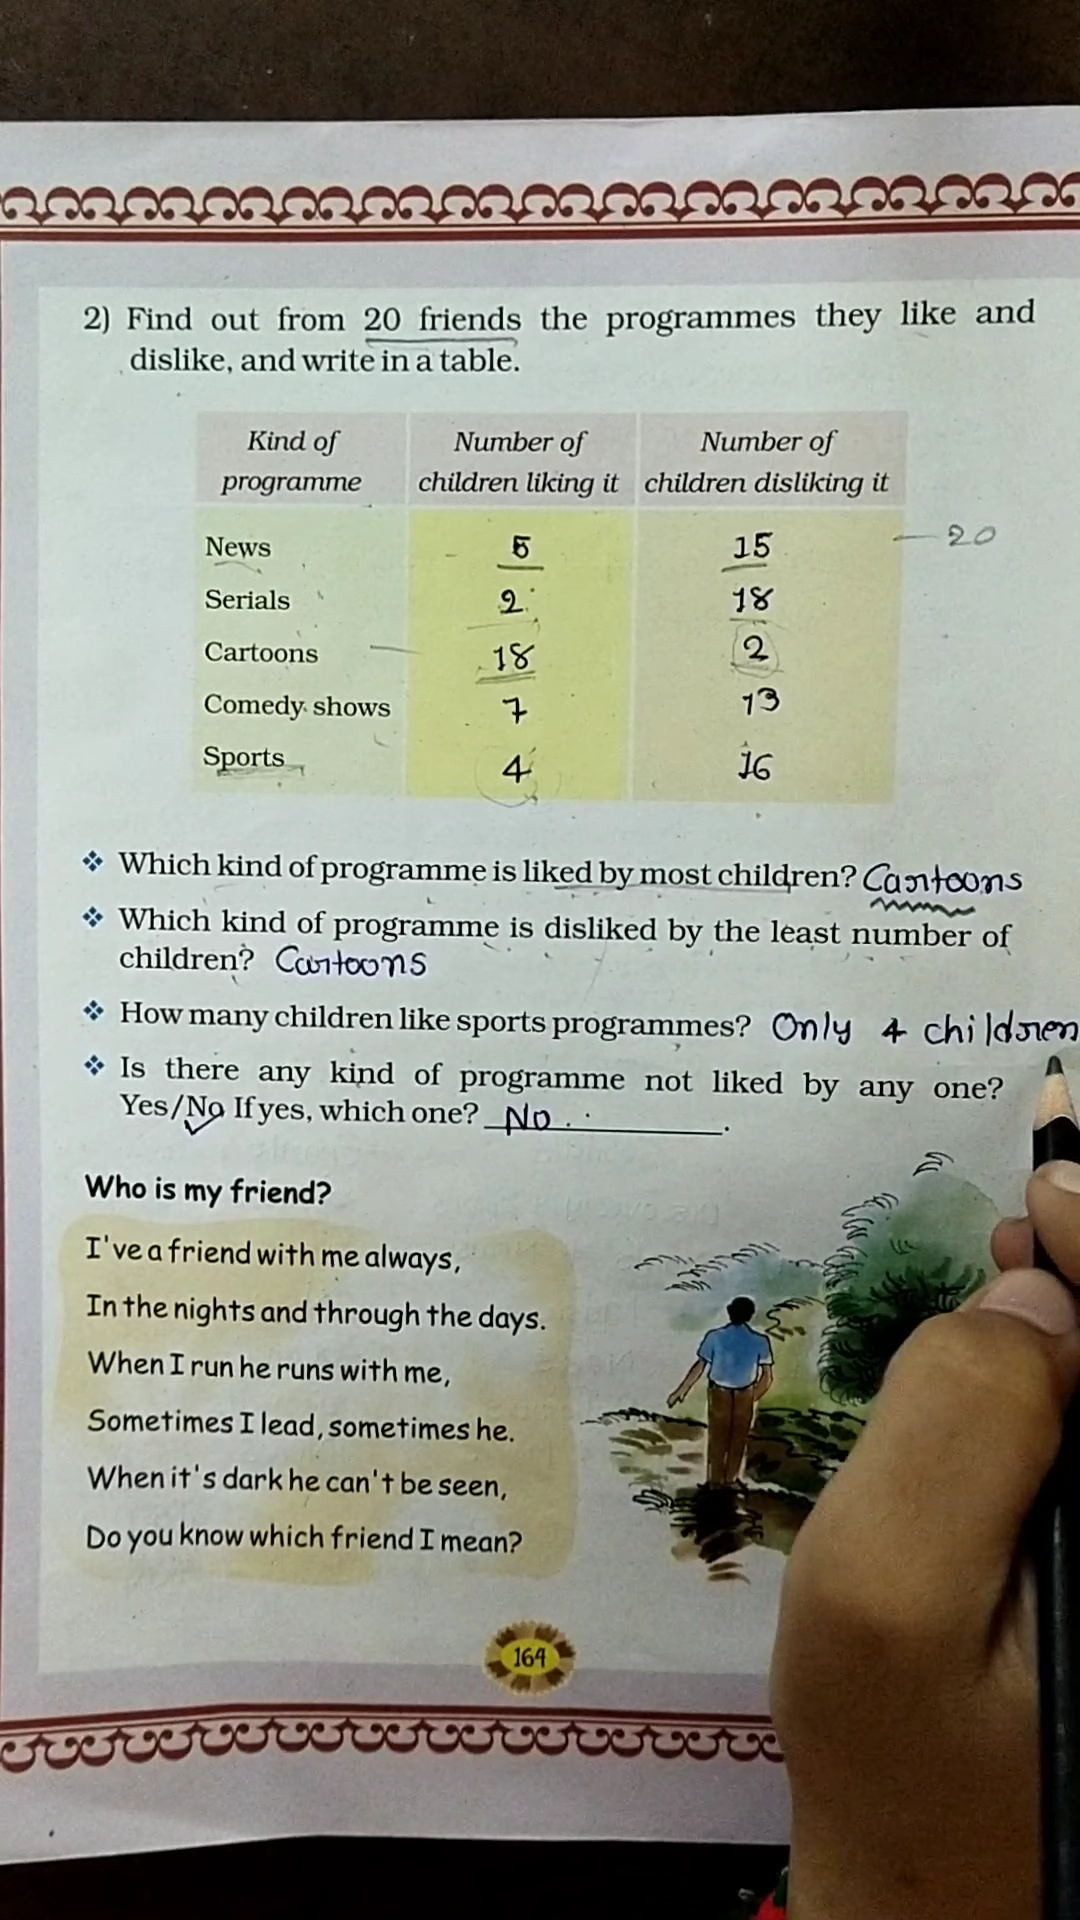 2) Find out from 20 friends the programmes they like and
dislike, and write in a table.
Kind of programme Number of children liking it Number of children disliking it
News 5 15 — 20
Serials 2 18
Cartoons 18 2
Comedy shows 7 13
Sports 4 16
❖ Which kind of programme is liked by most children? Cartoons
❖ Which kind of programme is disliked by the least number of
children? Cartoons
❖ How many children like sports programmes? Only 4 children
❖ Is there any kind of programme not liked by any one?
Yes/No If yes, which one? No.
Who is my friend?
I've a friend with me always,
In the nights and through the days.
When I run he runs with me,
Sometimes I lead, sometimes he.
When it's dark he can't be seen,
Do you know which friend I mean?
164